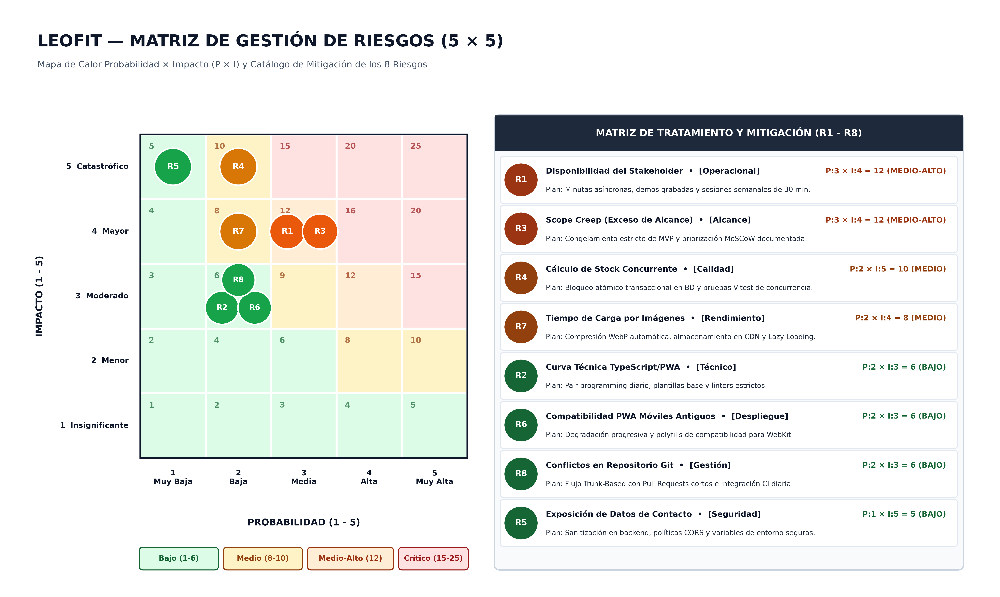 LEOFIT — MATRIZ DE GESTIÓN DE RIESGOS (5 × 5)
Mapa de Calor Probabilidad × Impacto (P × I) y Catálogo de Mitigación de los 8 Riesgos
IMPACTO (1 - 5)
5 Catastrófico
5
R5
10
R4
15
20
25
4 Mayor
4
8
R7
12
R1
R3
16
20
3 Moderado
3
6
R8
R2
R6
9
12
15
2 Menor
2
4
6
8
10
1 Insignificante
1
2
3
4
5
1
Muy Baja
2
Baja
3
Media
4
Alta
5
Muy Alta
PROBABILIDAD (1 - 5)
Bajo (1-6)
Medio (8-10)
Medio-Alto (12)
Crítico (15-25)
MATRIZ DE TRATAMIENTO Y MITIGACIÓN (R1 - R8)
R1
Disponibilidad del Stakeholder • [Operacional]
P:3 × I:4 = 12 (MEDIO-ALTO)
Plan: Minutas asíncronas, demos grabadas y sesiones semanales de 30 min.
R3
Scope Creep (Exceso de Alcance) • [Alcance]
P:3 × I:4 = 12 (MEDIO-ALTO)
Plan: Congelamiento estricto de MVP y priorización MoSCoW documentada.
R4
Cálculo de Stock Concurrente • [Calidad]
P:2 × I:5 = 10 (MEDIO)
Plan: Bloqueo atómico transaccional en BD y pruebas Vitest de concurrencia.
R7
Tiempo de Carga por Imágenes • [Rendimiento]
P:2 × I:4 = 8 (MEDIO)
Plan: Compresión WebP automática, almacenamiento en CDN y Lazy Loading.
R2
Curva Técnica TypeScript/PWA • [Técnico]
P:2 × I:3 = 6 (BAJO)
Plan: Pair programming diario, plantillas base y linters estrictos.
R6
Compatibilidad PWA Móviles Antiguos • [Despliegue]
P:2 × I:3 = 6 (BAJO)
Plan: Degradación progresiva y polyfills de compatibilidad para WebKit.
R8
Conflictos en Repositorio Git • [Gestión]
P:2 × I:3 = 6 (BAJO)
Plan: Flujo Trunk-Based con Pull Requests cortos e integración CI diaria.
R5
Exposición de Datos de Contacto • [Seguridad]
P:1 × I:5 = 5 (BAJO)
Plan: Sanitización en backend, políticas CORS y variables de entorno seguras.